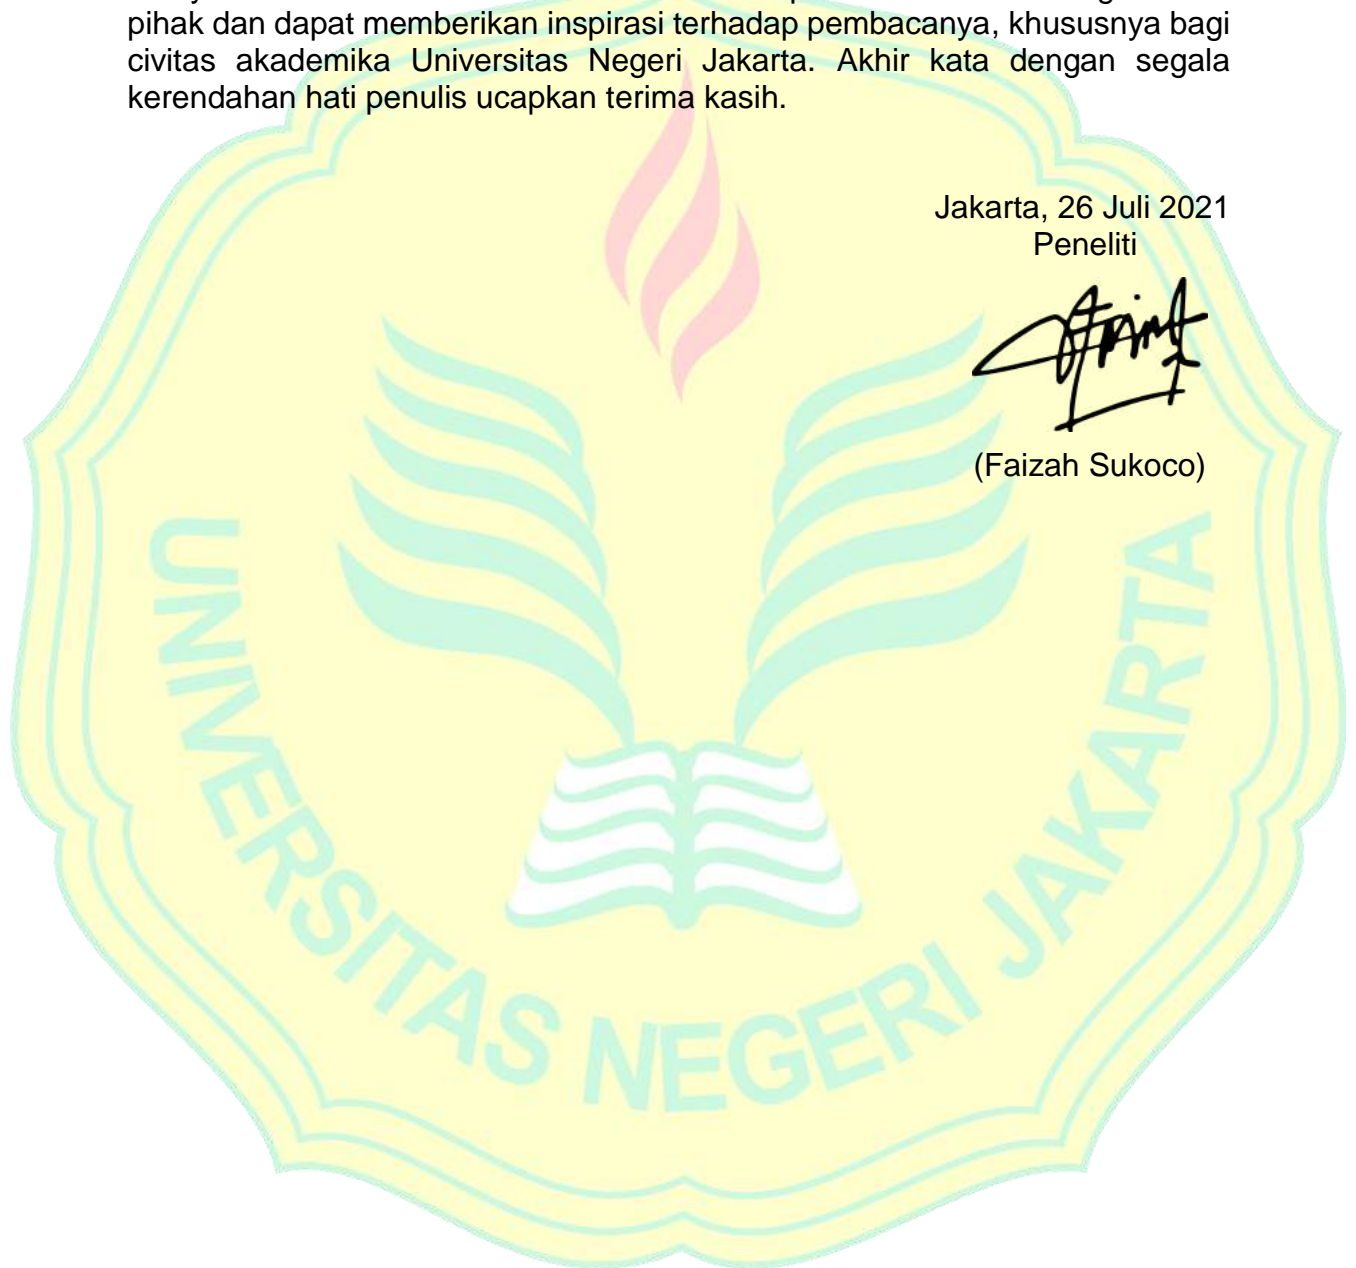 pihak dan dapat memberikan inspirasi terhadap pembacanya, khususnya bagi
civitas akademika Universitas Negeri Jakarta. Akhir kata dengan segala
kerendahan hati penulis ucapkan terima kasih.
Jakarta, 26 Juli 2021
Peneliti
(Faizah Sukoco)
UNIVERSITAS NEGERI JAKARTA